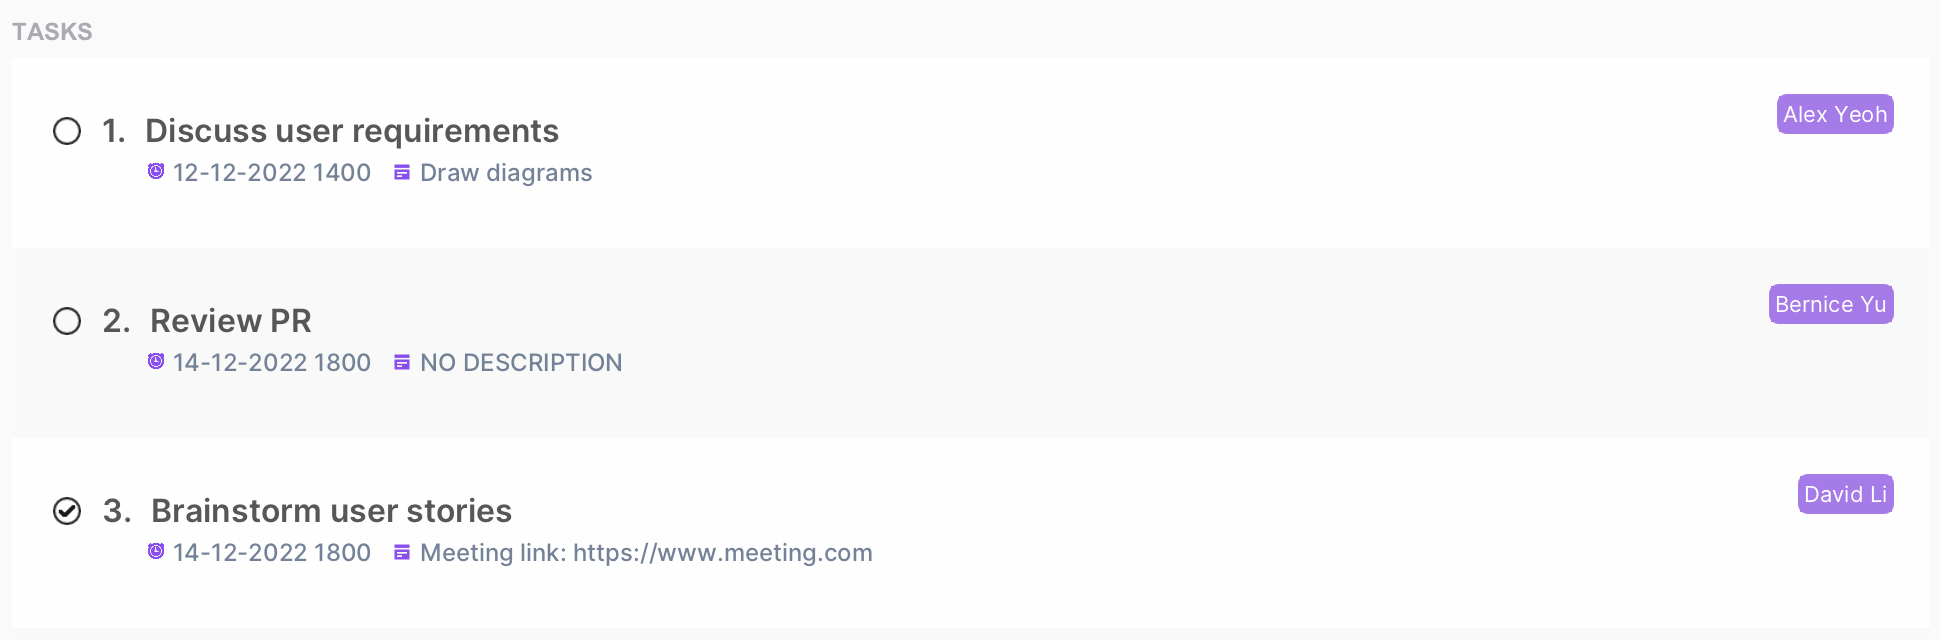 TASKS
1. Discuss user requirements
Alex Yeoh
12-12-2022 1400 Draw diagrams
2. Review PR
Bernice Yu
14-12-2022 1800 NO DESCRIPTION
3. Brainstorm user stories
David Li
14-12-2022 1800 Meeting link: https://www.meeting.com